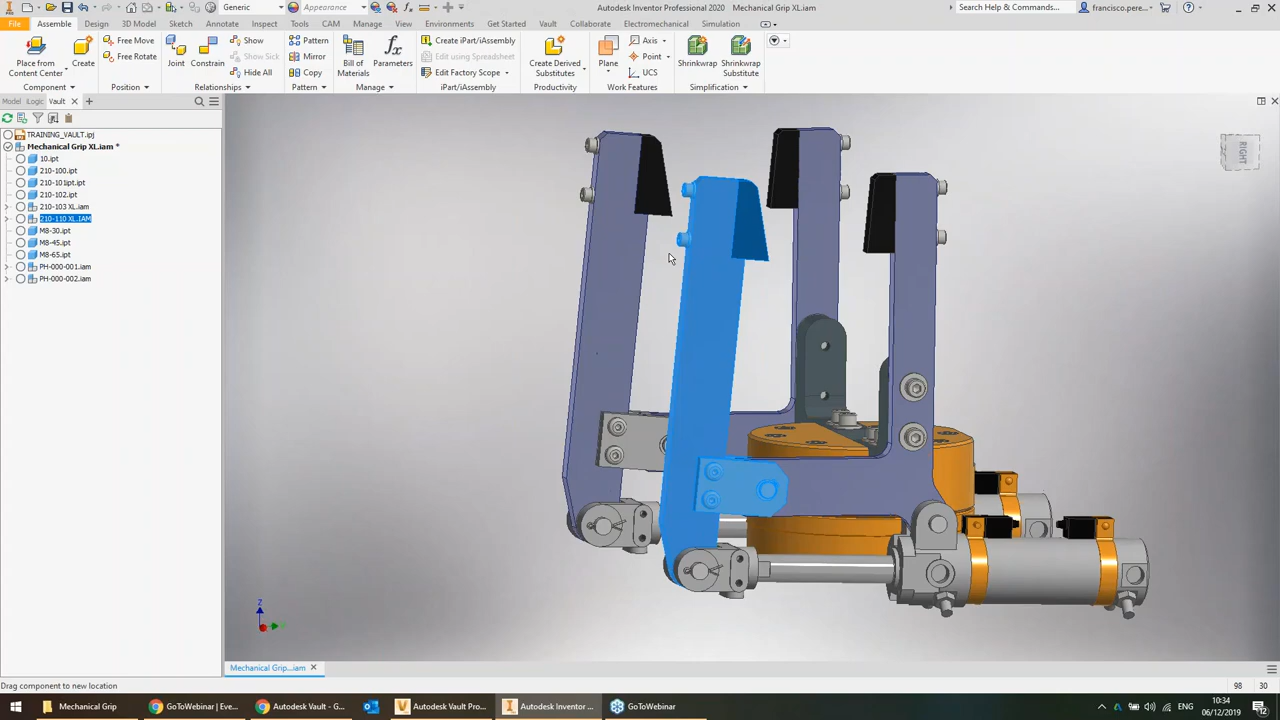 Generic
Appearance
Autodesk Inventor Professional 2020 Mechanical Grip XL.iam
Search Help & Commands...
francisco.pere...
File Assembly Design 3D Model Sketch Annotate Inspect Tools CAM Manage View Environments Get Started Vault Collaborate Electromechanical Simulation
Place from
Content Center
Create
Free Move
Free Rotate
Joint
Constrain
Show
Show Sick
Hide All
Pattern
Mirror
Copy
Bill of
Materials
Parameters
Create iPart/iAssembly
Edit using Spreadsheet
Edit Factory Scope
Create Derived
Substitutes
Plane
Axis
Point
UCS
Shrinkwrap
Shrinkwrap
Substitute
Component Position Relationships Pattern Manage iPart/iAssembly Productivity Work Features Simplification
Model Logic Vault
TRAINING_VAULT.ipj
Mechanical Grip XL.iam *
10.ipt
210-100.ipt
210-101ipt.ipt
210-102.ipt
210-103 XL.iam
210-110 XL.IAM
M8-30.ipt
M8-45.ipt
M8-65.ipt
PH-000-001.iam
PH-000-002.iam
RIGHT
Z
Mechanical Grip...iam
Drag component to new location
98 30
Mechanical Grip
GoToWebinar | Eve...
Autodesk Vault - G...
Autodesk Vault Pro...
Autodesk Inventor ...
GoToWebinar
10:34
06/12/2019